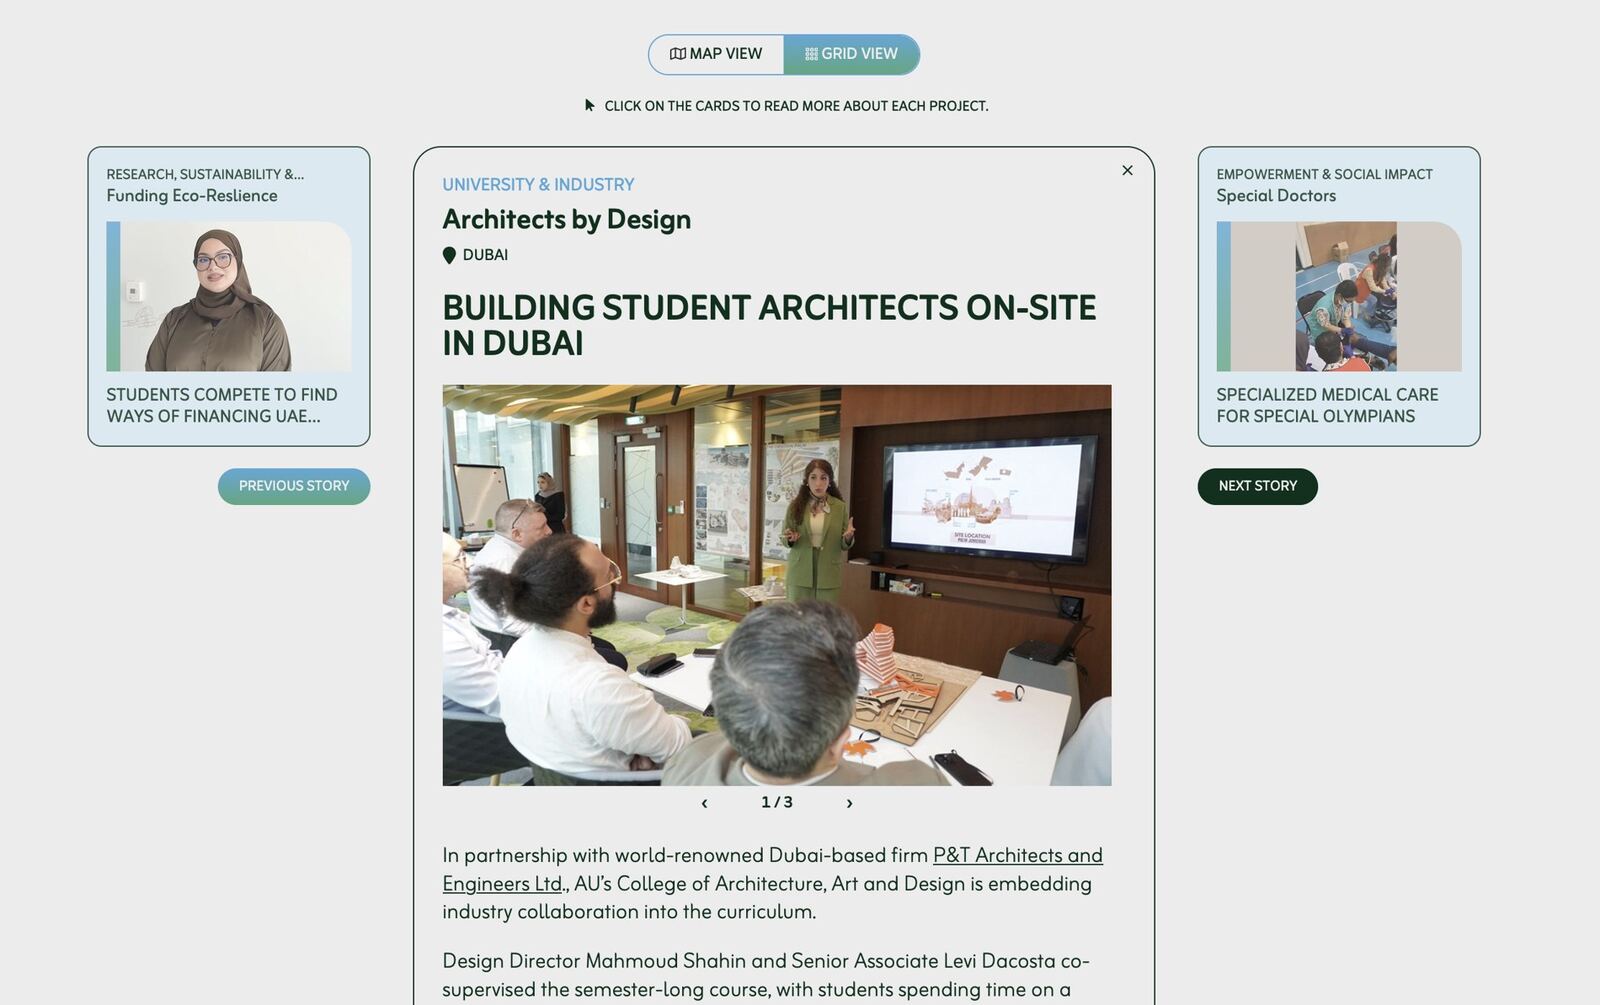 MAP VIEW
GRID VIEW
CLICK ON THE CARDS TO READ MORE ABOUT EACH PROJECT.
RESEARCH, SUSTAINABILITY &...
Funding Eco-Reslience
STUDENTS COMPETE TO FIND
WAYS OF FINANCING UAE...
PREVIOUS STORY
UNIVERSITY & INDUSTRY
Architects by Design
DUBAI
BUILDING STUDENT ARCHITECTS ON-SITE
IN DUBAI
SITE LOCATION
PALM JUMEIRAH
1 / 3
In partnership with world-renowned Dubai-based firm P&T Architects and
Engineers Ltd., AU’s College of Architecture, Art and Design is embedding
industry collaboration into the curriculum.
Design Director Mahmoud Shahin and Senior Associate Levi Dacosta co-
supervised the semester-long course, with students spending time on a
EMPOWERMENT & SOCIAL IMPACT
Special Doctors
SPECIALIZED MEDICAL CARE
FOR SPECIAL OLYMPIANS
NEXT STORY